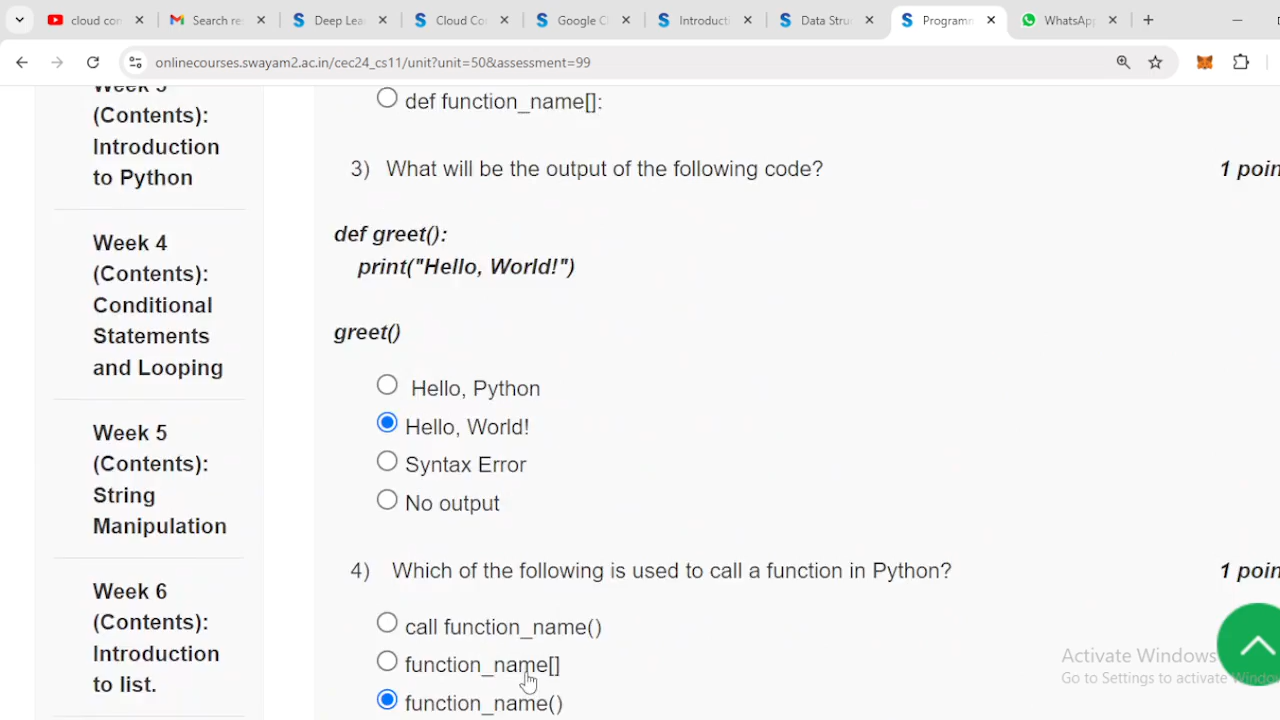 cloud con
Search re
Deep Lea
Cloud Co
Google C
Introducti
Data Stru
Programm
WhatsApp
onlinecourses.swayam2.ac.in/cec24_cs11/unit?unit=50&assessment=99
(Contents):
Introduction
to Python
Week 4
(Contents):
Conditional
Statements
and Looping
Week 5
(Contents):
String
Manipulation
Week 6
(Contents):
Introduction
to list.
def function_name[]:
3) What will be the output of the following code? 1 poin
def greet():
print("Hello, World!")
greet()
Hello, Python
Hello, World!
Syntax Error
No output
4) Which of the following is used to call a function in Python? 1 poin
call function_name()
function_name[]
function_name()
Activate Windows
Go to Settings to activate Windo